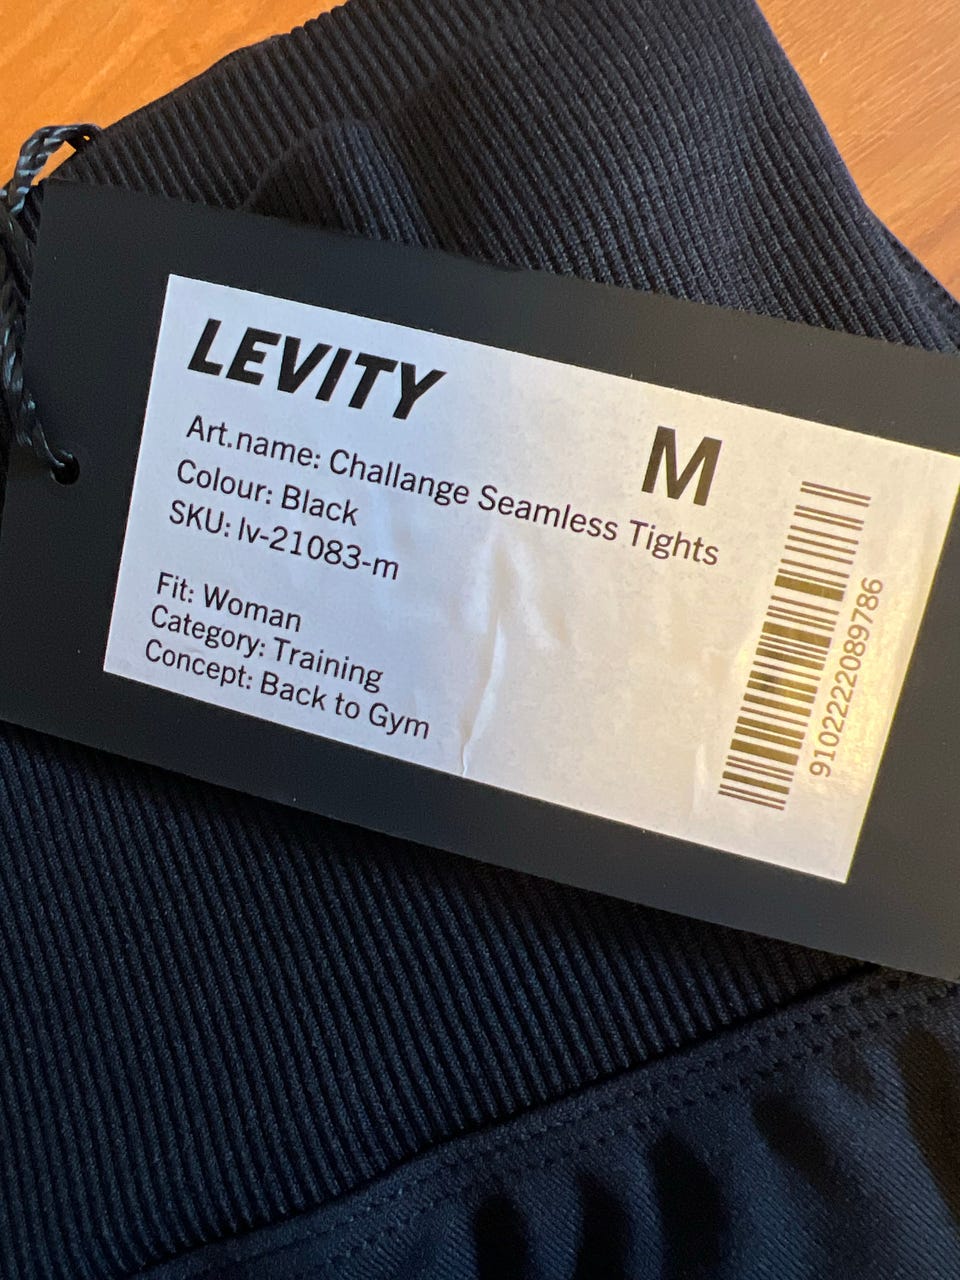 LEVITY
M
Art.name: Challange Seamless Tights
Colour: Black
SKU: lv-21083-m
Fit: Woman
Category: Training
Concept: Back to Gym
9102222089786